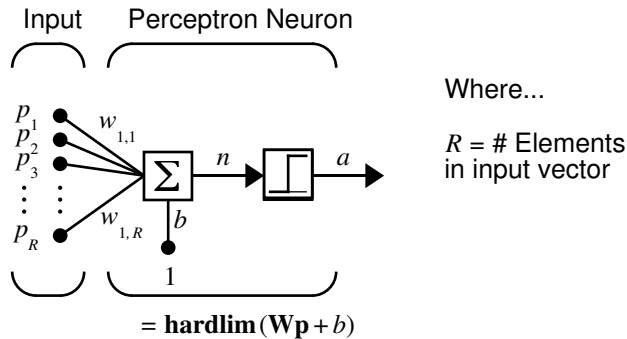 Input
Perceptron Neuron
p1
p2
p3
pR
w1,1
w1,R
Σ
n
a
b
1
= hardlim (Wp + b)
Where...
R = # Elements
in input vector